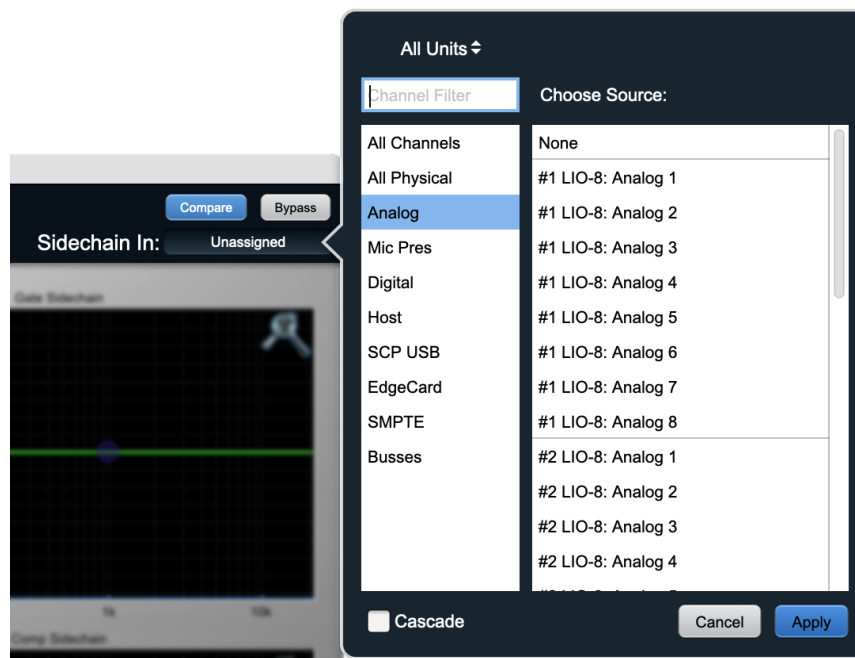 All Units
Channel Filter
Choose Source:
All Channels
All Physical
Analog
Mic Pres
Digital
Host
SCP USB
EdgeCard
SMPTE
Busses
None
#1 LIO-8: Analog 1
#1 LIO-8: Analog 2
#1 LIO-8: Analog 3
#1 LIO-8: Analog 4
#1 LIO-8: Analog 5
#1 LIO-8: Analog 6
#1 LIO-8: Analog 7
#1 LIO-8: Analog 8
#2 LIO-8: Analog 1
#2 LIO-8: Analog 2
#2 LIO-8: Analog 3
#2 LIO-8: Analog 4
Cascade
Cancel
Apply
Compare
Bypass
Sidechain In:
Unassigned
Gate Sidechain
1k
10k
Comp Sidechain